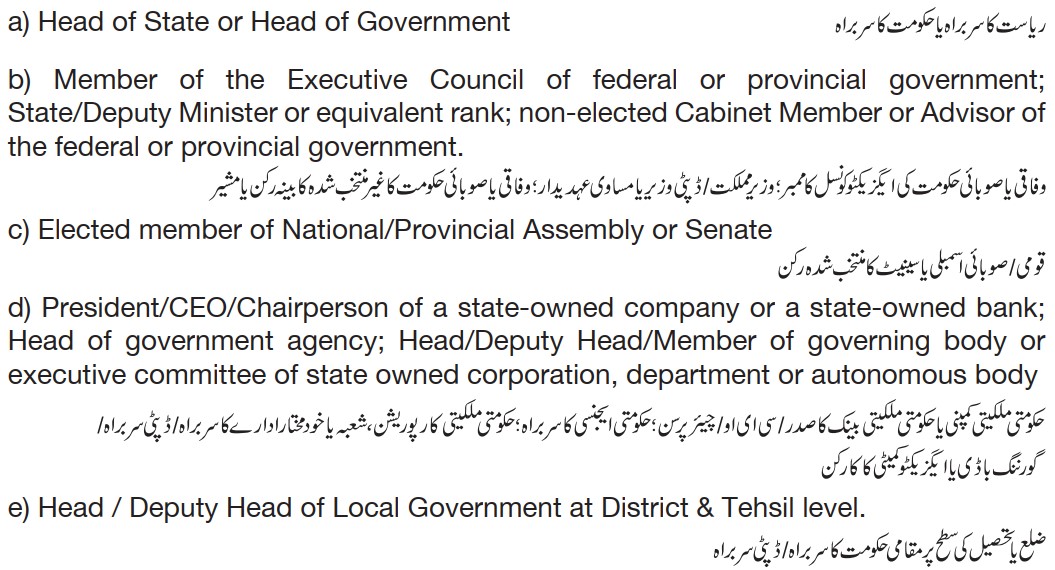 a) Head of State or Head of Government
ریاست کا سربراہ یا حکومت کا سربراہ
b) Member of the Executive Council of federal or provincial government;
State/Deputy Minister or equivalent rank; non-elected Cabinet Member or Advisor of
the federal or provincial government.
وفاقی یا صوبائی حکومت کی ایگزیکٹو کونسل کا ممبر؛ وزیر مملکت/ ڈپٹی وزیر یا مساوی عہدیدار؛ وفاقی یا صوبائی حکومت کا غیر منتخب شدہ کابینہ رکن یا مشیر
c) Elected member of National/Provincial Assembly or Senate
قومی/ صوبائی اسمبلی یا سینیٹ کا منتخب شدہ رکن
d) President/CEO/Chairperson of a state-owned company or a state-owned bank;
Head of government agency; Head/Deputy Head/Member of governing body or
executive committee of state owned corporation, department or autonomous body
حکومتی ملکیتی کمپنی یا حکومتی ملکیتی بینک کا صدر/ سی ای او/ چیئر پرسن؛ حکومتی ایجنسی کا سربراہ؛ حکومتی ملکیتی کارپوریشن، شعبہ یا خودمختار ادارے کا سربراہ/ ڈپٹی سربراہ/
گورننگ باڈی یا ایگزیکٹو کمیٹی کا کارکن
e) Head / Deputy Head of Local Government at District & Tehsil level.
ضلع یا تحصیل کی سطح پر مقامی حکومت کا سربراہ/ ڈپٹی سربراہ